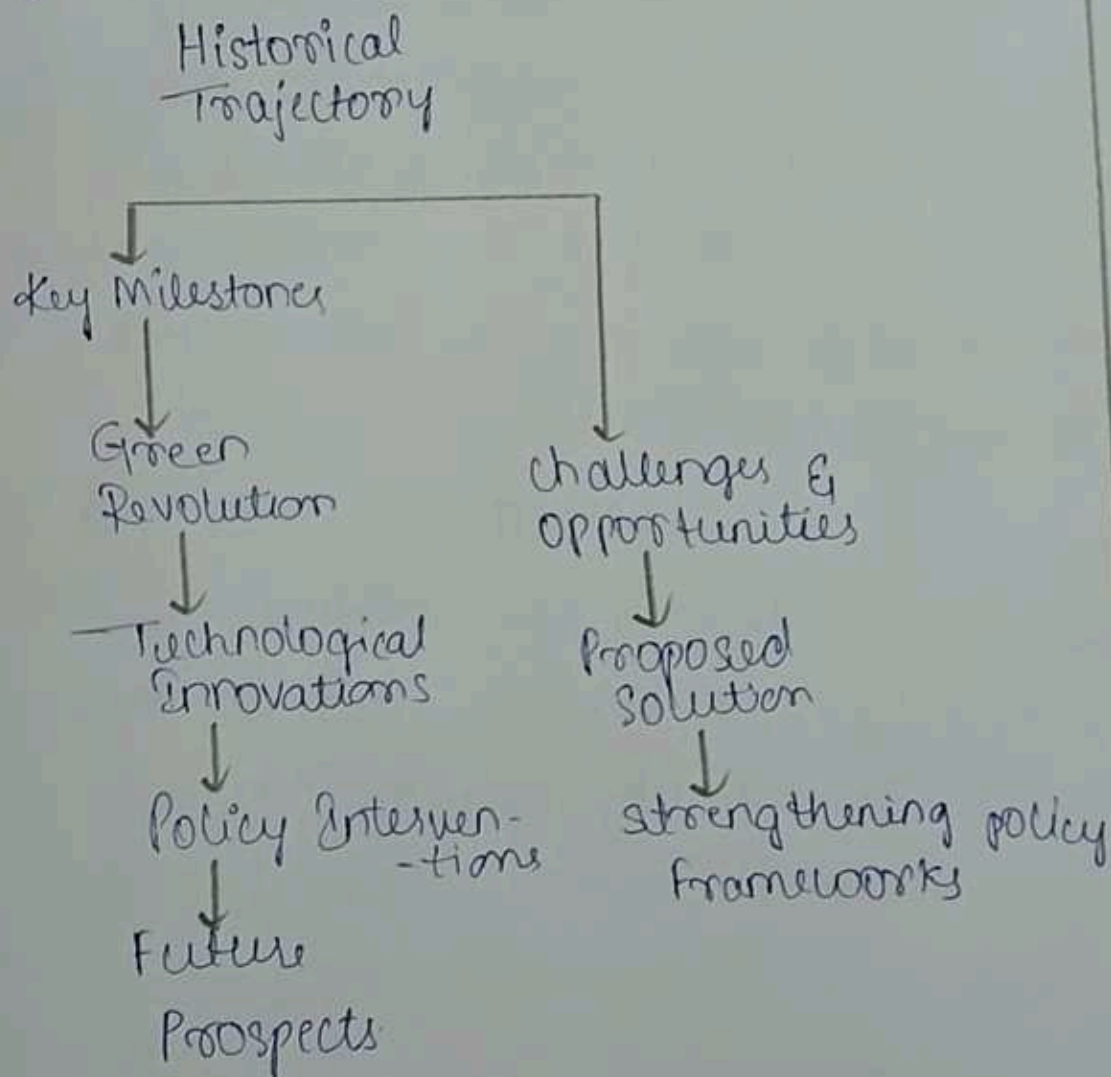 Historical
Trajectory
Key Milestones
Green
Revolution
Technological
Innovations
Policy Interven-
-tions
Future
Prospects
challenges &
opportunities
Proposed
solution
strengthening policy
frameworks